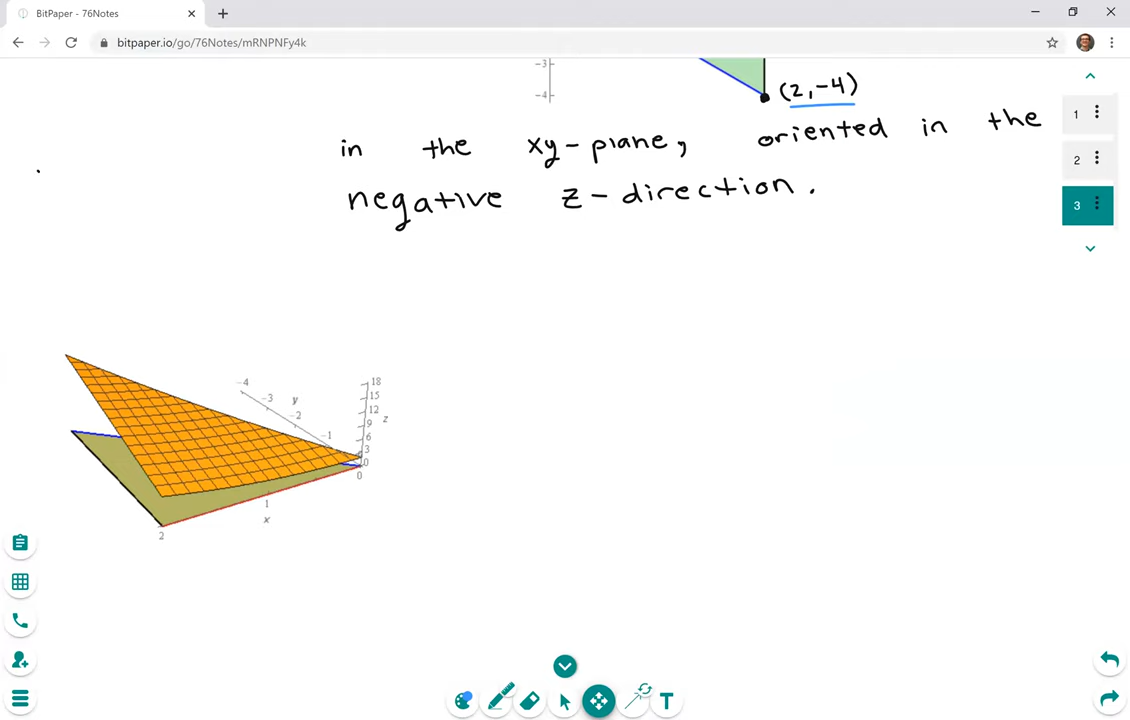 BitPaper - 76Notes
bitpaper.io/go/76Notes/mRNPNFy4k
-3
-4
(2,-4)
in the xy-plane, oriented in the
negative z-direction.
1
2
3
-4
-3
y
-2
-1
18
15
12
9
z
6
3
0
0
1
x
2
T